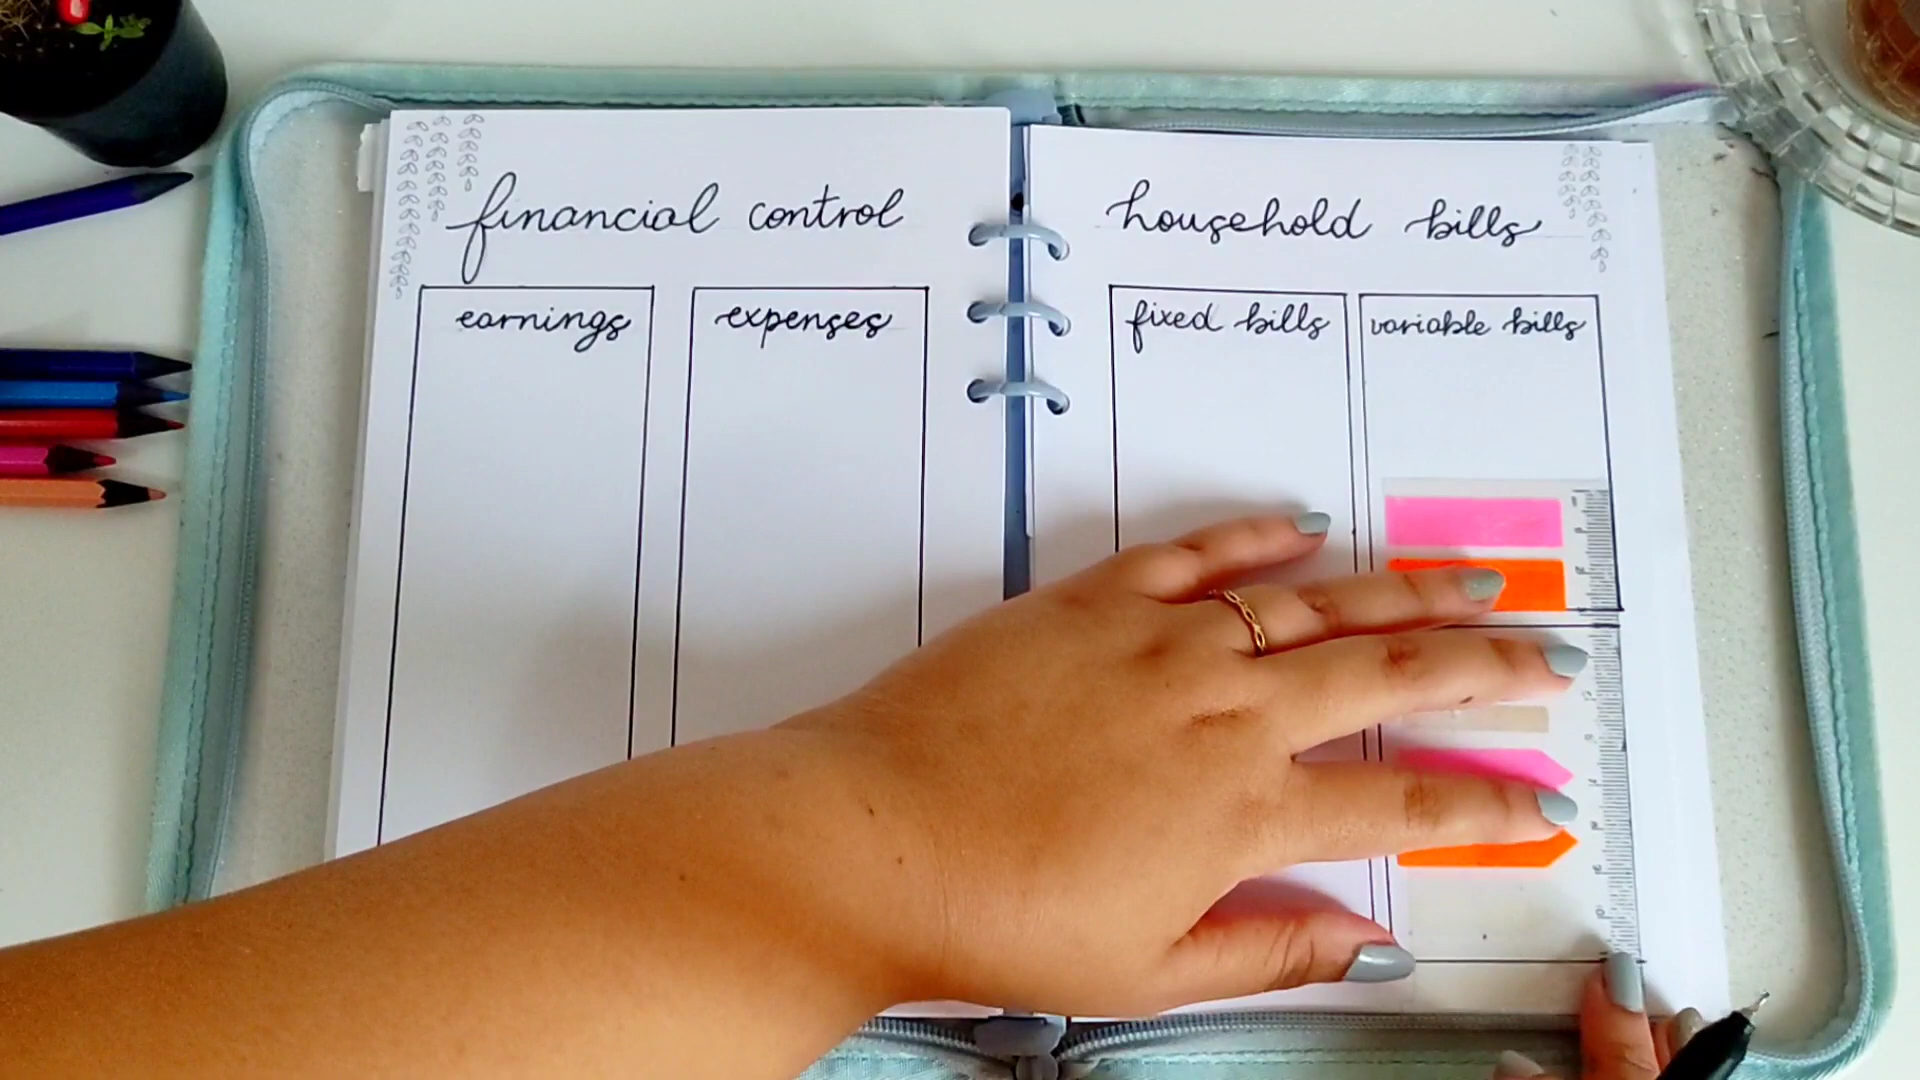 financial control
earnings
expenses
household bills
fixed bills
variable bills